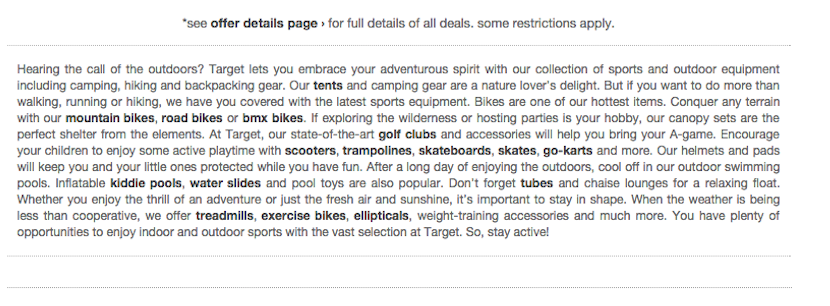 *see offer details page › for full details of all deals. some restrictions apply.
Hearing the call of the outdoors? Target lets you embrace your adventurous spirit with our collection of sports and outdoor equipment
including camping, hiking and backpacking gear. Our tents and camping gear are a nature lover's delight. But if you want to do more than
walking, running or hiking, we have you covered with the latest sports equipment. Bikes are one of our hottest items. Conquer any terrain
with our mountain bikes, road bikes or bmx bikes. If exploring the wilderness or hosting parties is your hobby, our canopy sets are the
perfect shelter from the elements. At Target, our state-of-the-art golf clubs and accessories will help you bring your A-game. Encourage
your children to enjoy some active playtime with scooters, trampolines, skateboards, skates, go-karts and more. Our helmets and pads
will keep you and your little ones protected while you have fun. After a long day of enjoying the outdoors, cool off in our outdoor swimming
pools. Inflatable kiddie pools, water slides and pool toys are also popular. Don't forget tubes and chaise lounges for a relaxing float.
Whether you enjoy the thrill of an adventure or just the fresh air and sunshine, it's important to stay in shape. When the weather is being
less than cooperative, we offer treadmills, exercise bikes, ellipticals, weight-training accessories and much more. You have plenty of
opportunities to enjoy indoor and outdoor sports with the vast selection at Target. So, stay active!